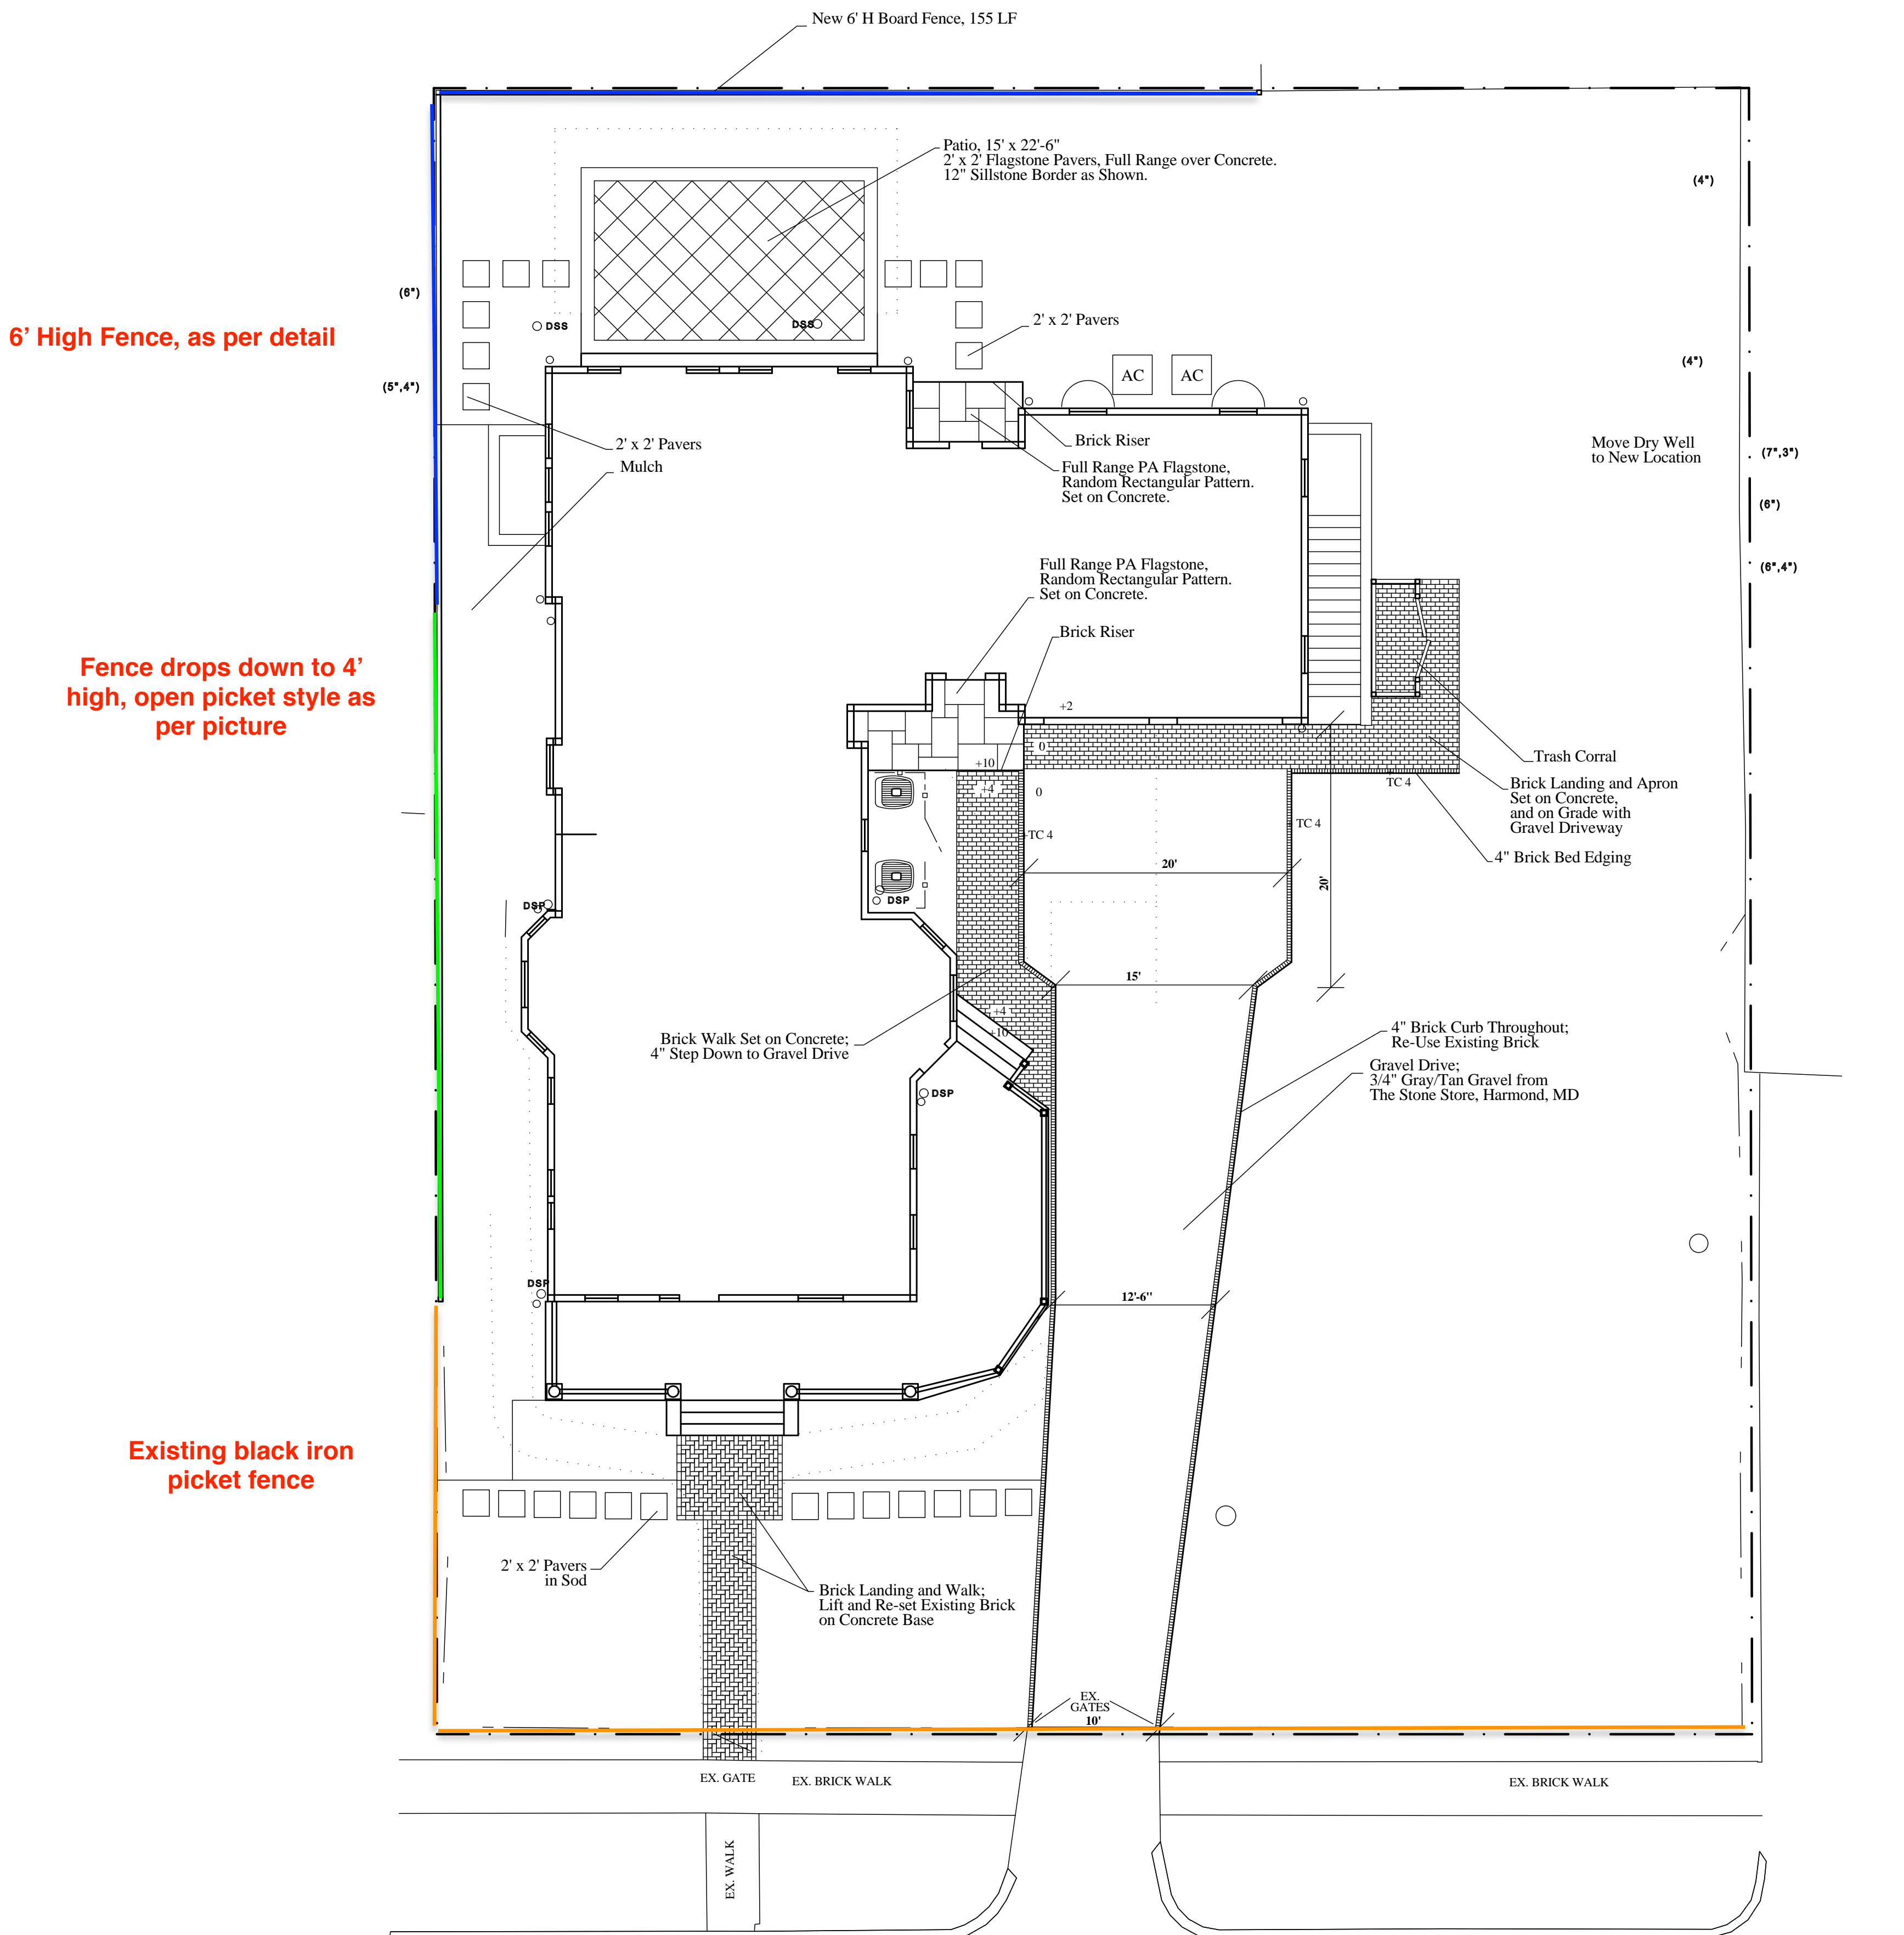 New 6' H Board Fence, 155 LF
Patio, 15' x 22'-6"
2' x 2' Flagstone Pavers, Full Range over Concrete.
12" Sillstone Border as Shown.
(4")
(6")
6’ High Fence, as per detail
DSS
DSS
2' x 2' Pavers
(4")
(5",4")
AC
AC
2' x 2' Pavers
Mulch
Brick Riser
Full Range PA Flagstone,
Random Rectangular Pattern.
Set on Concrete.
Move Dry Well
to New Location
(7",3")
(6")
(6",4")
Full Range PA Flagstone,
Random Rectangular Pattern.
Set on Concrete.
Brick Riser
Fence drops down to 4’
high, open picket style as
per picture
+2
0
+10
+4
0
TC 4
TC 4
TC 4
Trash Corral
Brick Landing and Apron
Set on Concrete,
and on Grade with
Gravel Driveway
4" Brick Bed Edging
20'
20'
DSP
DSP
15'
+4
+10
Brick Walk Set on Concrete;
4" Step Down to Gravel Drive
4" Brick Curb Throughout;
Re-Use Existing Brick
Gravel Drive;
3/4" Gray/Tan Gravel from
The Stone Store, Harmond, MD
DSP
DSP
12'-6"
Existing black iron
picket fence
2' x 2' Pavers
in Sod
Brick Landing and Walk;
Lift and Re-set Existing Brick
on Concrete Base
EX.
GATES
10'
EX. GATE
EX. BRICK WALK
EX. BRICK WALK
EX. WALK